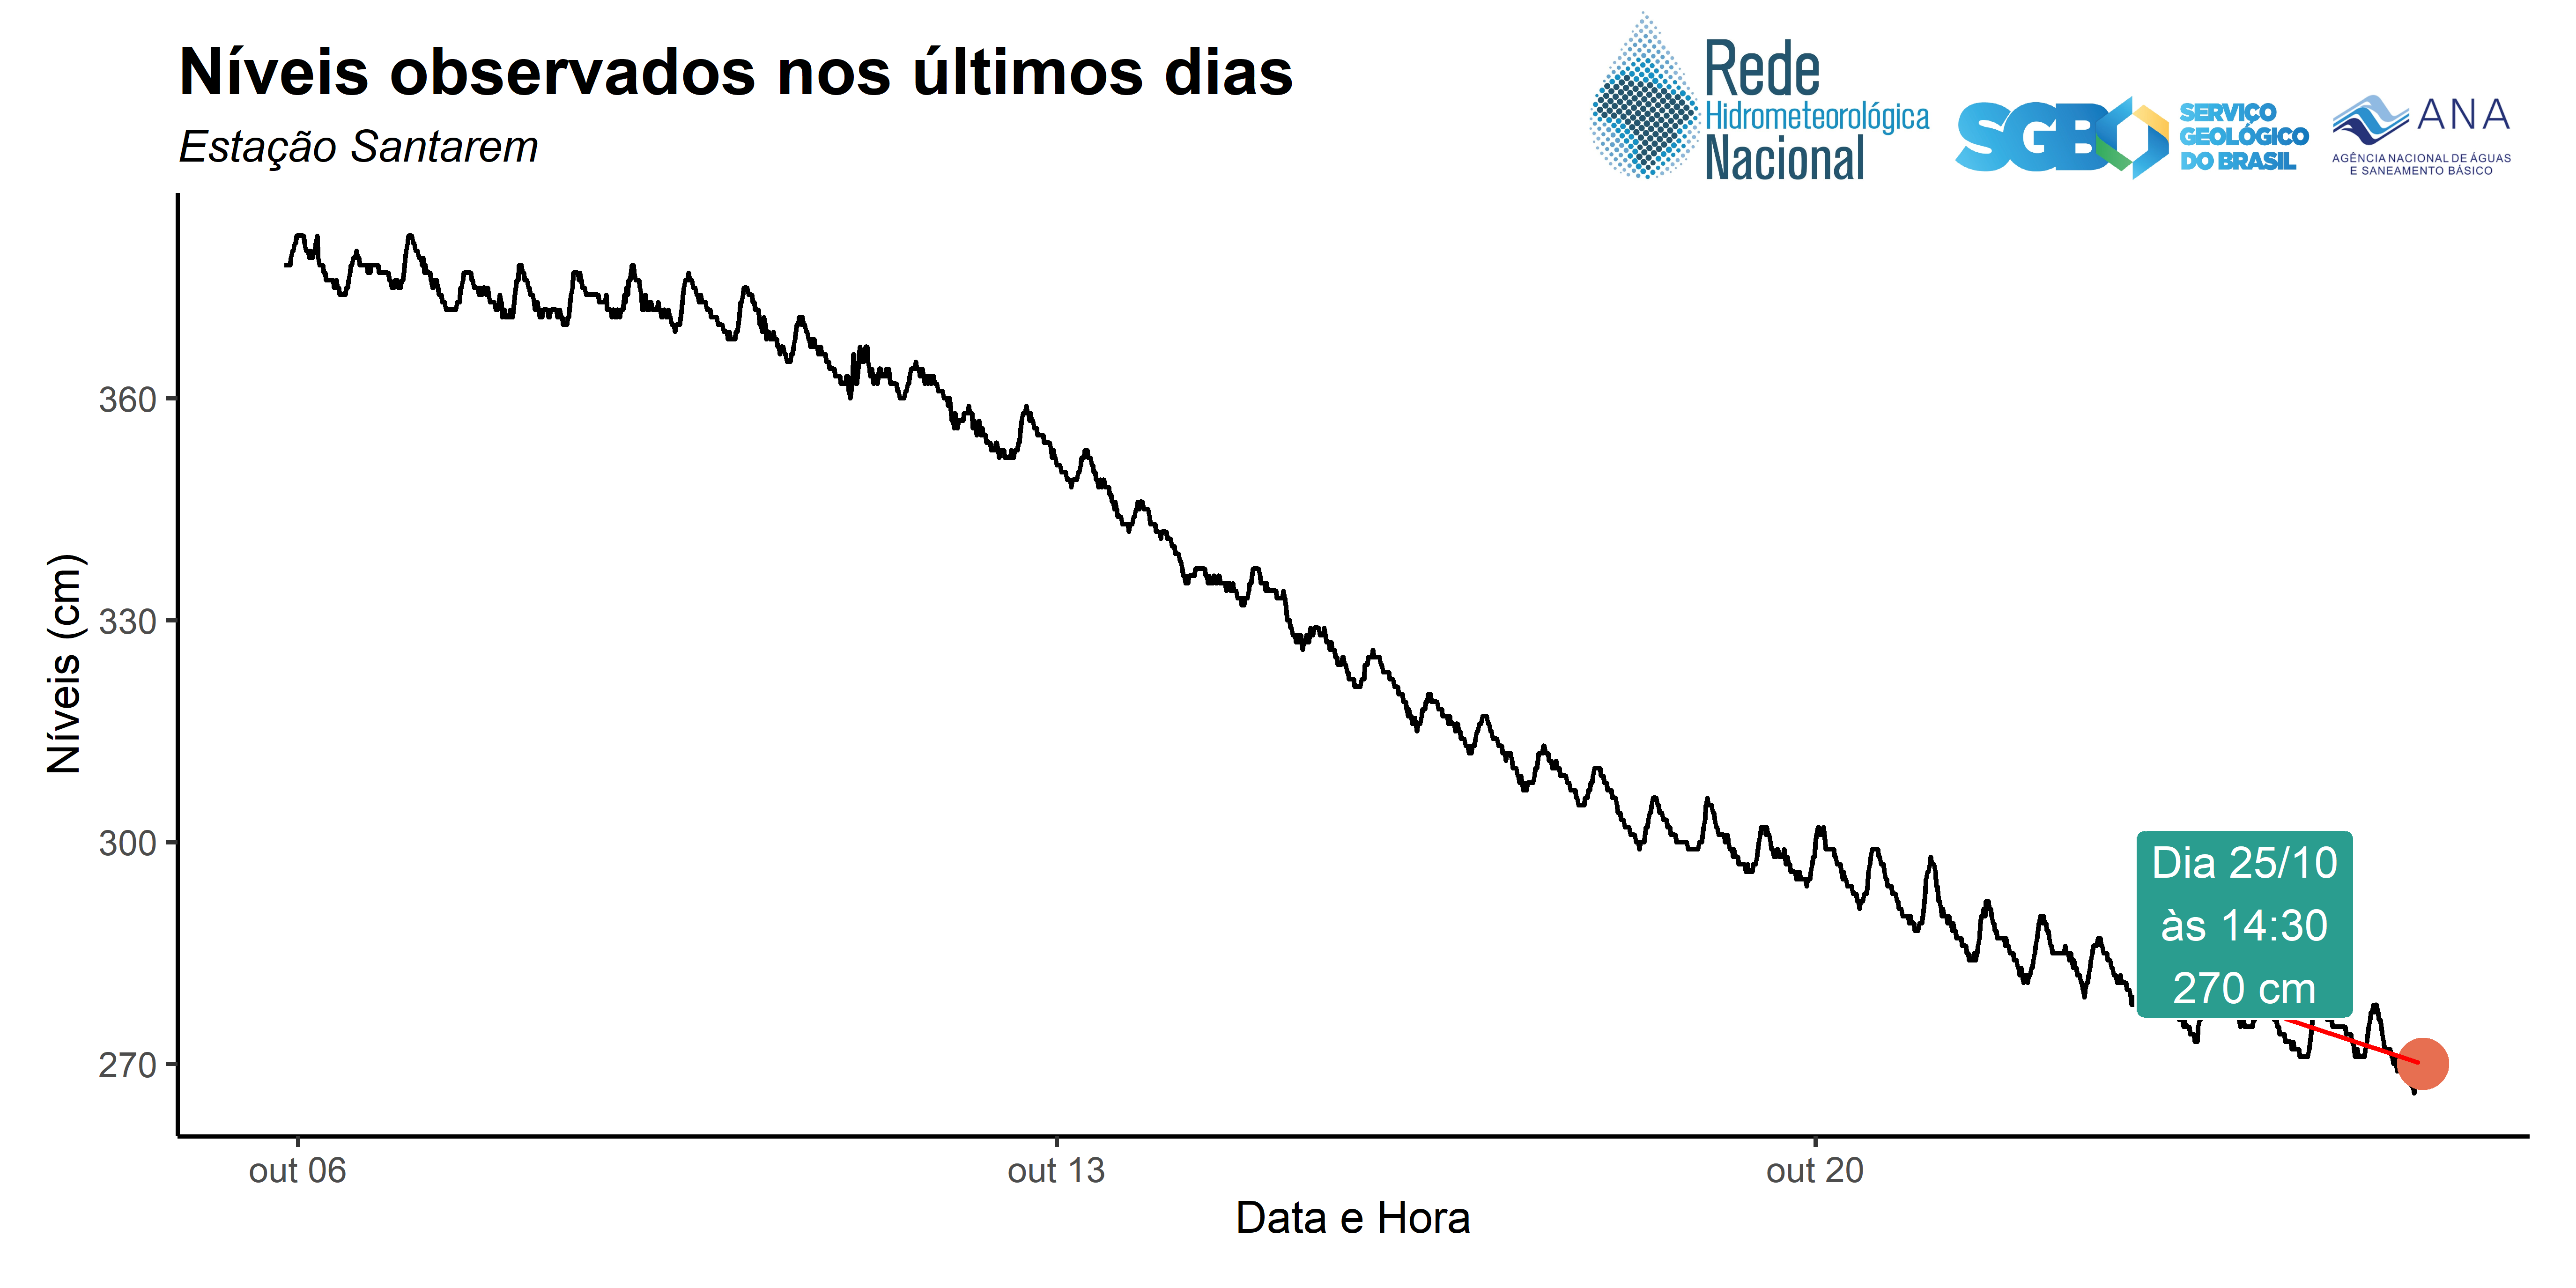 Níveis observados nos últimos dias
Estação Santarem
Rede
Hidrometeorológica
Nacional
SGB
SERVIÇO
GEOLÓGICO
DO BRASIL
ANA
AGÊNCIA NACIONAL DE ÁGUAS
E SANEAMENTO BÁSICO
Níveis (cm)
360
330
300
270
Dia 25/10
às 14:30
270 cm
out 06
out 13
out 20
Data e Hora